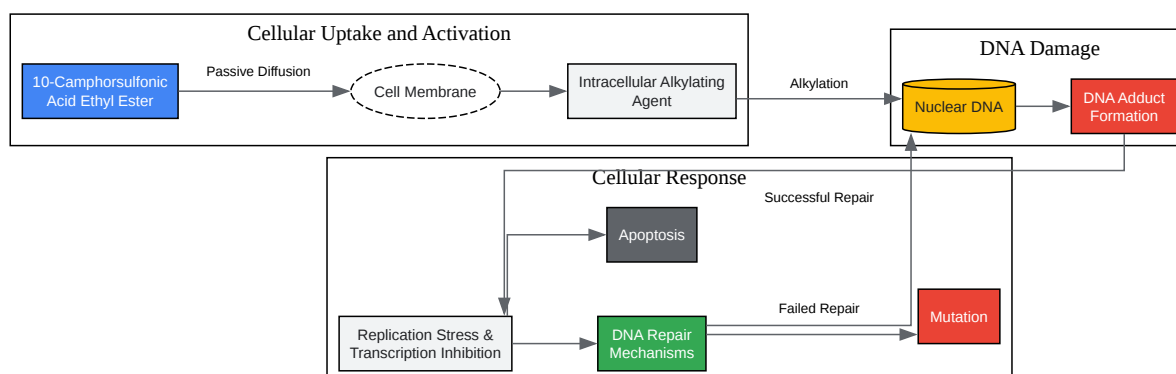 Cellular Uptake and Activation
DNA Damage
10-Camphorsulfonic
Acid Ethyl Ester
Passive Diffusion
Cell Membrane
Intracellular Alkylating
Agent
Alkylation
Nuclear DNA
DNA Adduct
Formation
Cellular Response
Successful Repair
Apoptosis
Replication Stress &
Transcription Inhibition
DNA Repair
Mechanisms
Failed Repair
Mutation